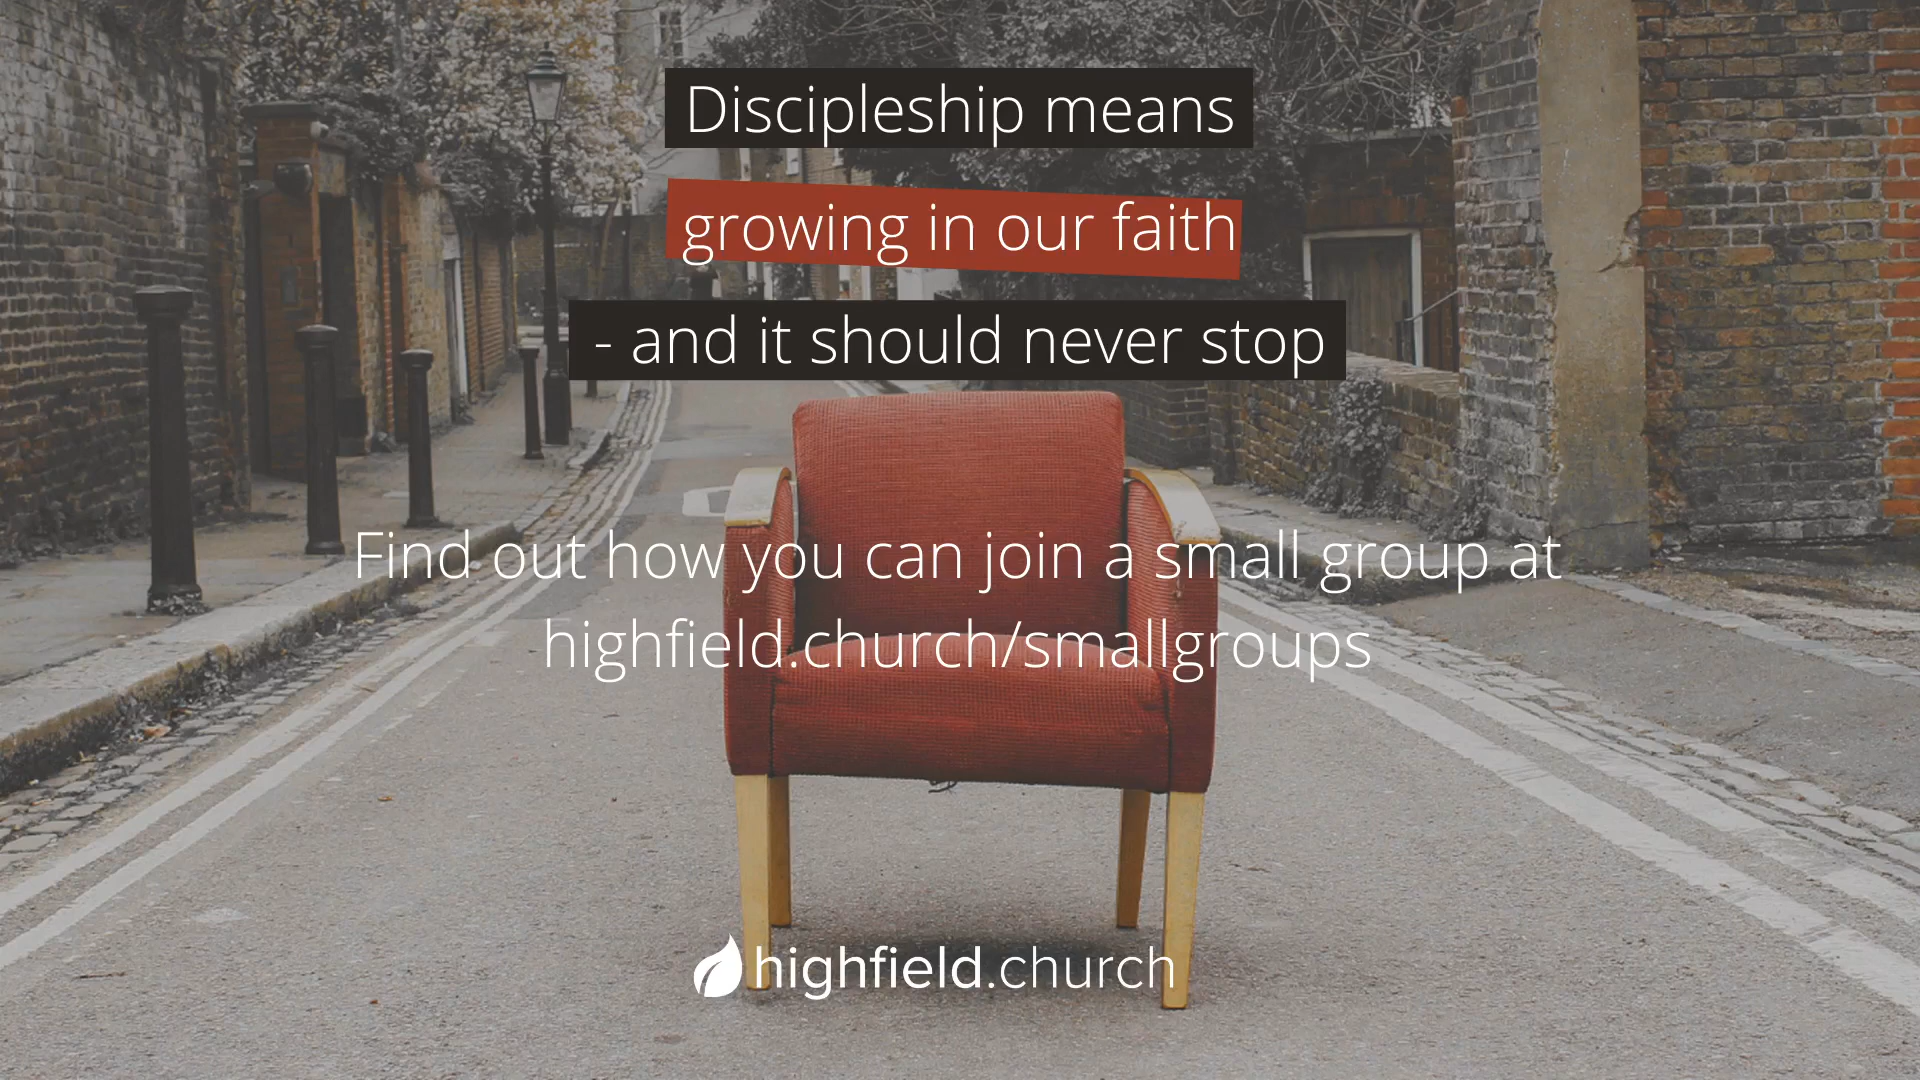 Discipleship means
growing in our faith
- and it should never stop
Find out how you can join a small group at
highfield.church/smallgroups
highfield.church